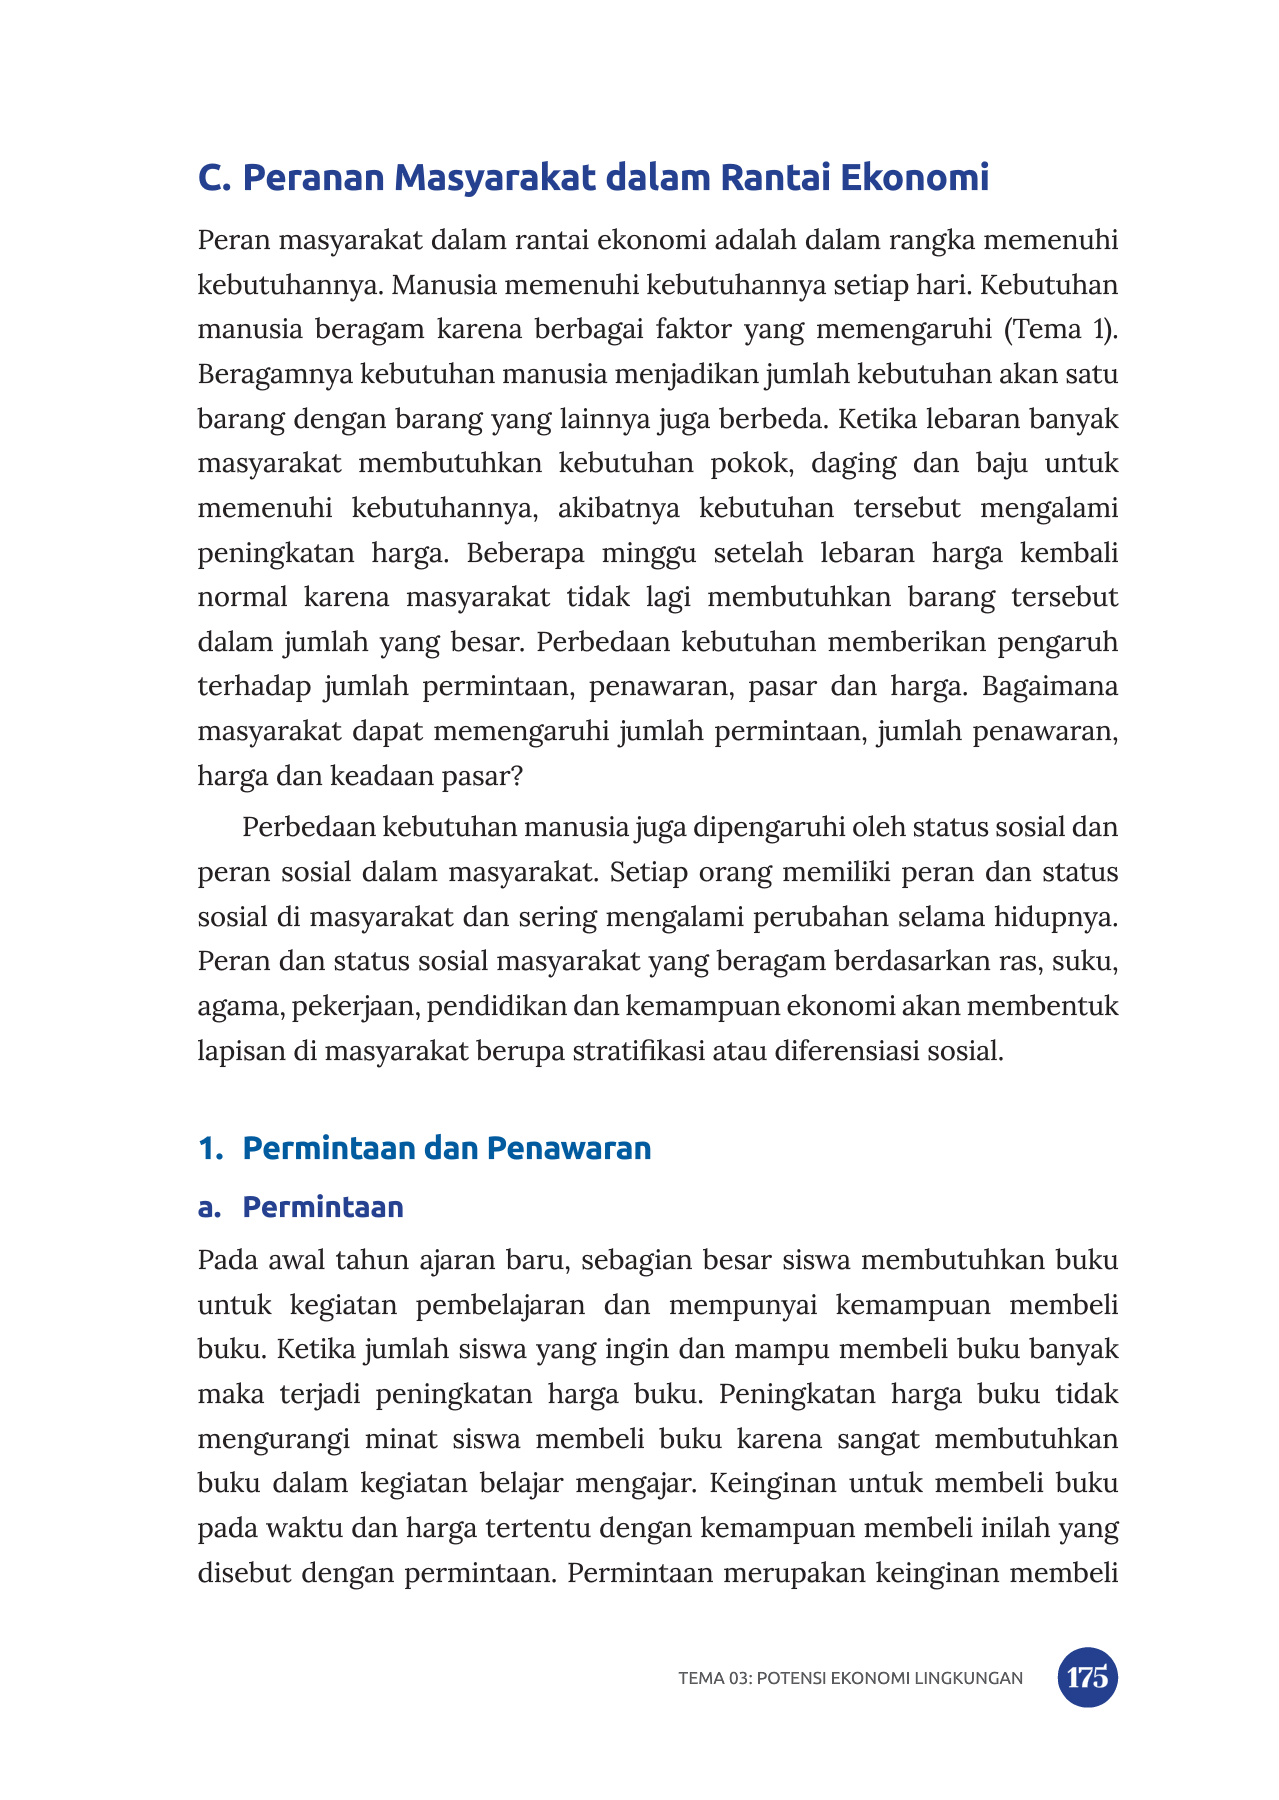 C. Peranan Masyarakat dalam Rantai Ekonomi
Peran masyarakat dalam rantai ekonomi adalah dalam rangka memenuhi
kebutuhannya. Manusia memenuhi kebutuhannya setiap hari. Kebutuhan
manusia beragam karena berbagai faktor yang memengaruhi (Tema 1).
Beragamnya kebutuhan manusia menjadikan jumlah kebutuhan akan satu
barang dengan barang yang lainnya juga berbeda. Ketika lebaran banyak
masyarakat membutuhkan kebutuhan pokok, daging dan baju untuk
memenuhi kebutuhannya, akibatnya kebutuhan tersebut mengalami
peningkatan harga. Beberapa minggu setelah lebaran harga kembali
normal karena masyarakat tidak lagi membutuhkan barang tersebut
dalam jumlah yang besar. Perbedaan kebutuhan memberikan pengaruh
terhadap jumlah permintaan, penawaran, pasar dan harga. Bagaimana
masyarakat dapat memengaruhi jumlah permintaan, jumlah penawaran,
harga dan keadaan pasar?
Perbedaan kebutuhan manusia juga dipengaruhi oleh status sosial dan
peran sosial dalam masyarakat. Setiap orang memiliki peran dan status
sosial di masyarakat dan sering mengalami perubahan selama hidupnya.
Peran dan status sosial masyarakat yang beragam berdasarkan ras, suku,
agama, pekerjaan, pendidikan dan kemampuan ekonomi akan membentuk
lapisan di masyarakat berupa stratifikasi atau diferensiasi sosial.
1. Permintaan dan Penawaran
a. Permintaan
Pada awal tahun ajaran baru, sebagian besar siswa membutuhkan buku
untuk kegiatan pembelajaran dan mempunyai kemampuan membeli
buku. Ketika jumlah siswa yang ingin dan mampu membeli buku banyak
maka terjadi peningkatan harga buku. Peningkatan harga buku tidak
mengurangi minat siswa membeli buku karena sangat membutuhkan
buku dalam kegiatan belajar mengajar. Keinginan untuk membeli buku
pada waktu dan harga tertentu dengan kemampuan membeli inilah yang
disebut dengan permintaan. Permintaan merupakan keinginan membeli
TEMA 03: POTENSI EKONOMI LINGKUNGAN 175